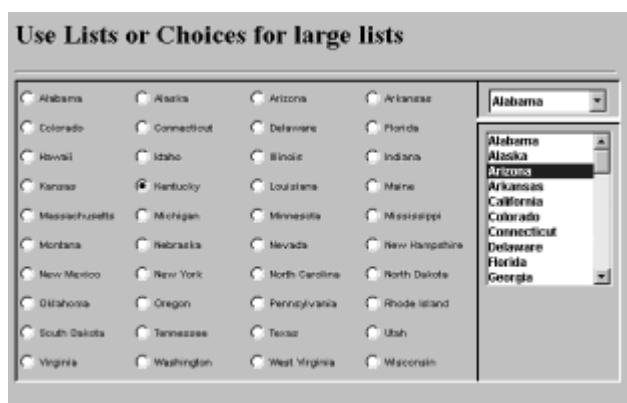 Use Lists or Choices for large lists
Alabama Alaska Arizona Arkansas
Colorado Connecticut Delaware Florida
Hawaii Idaho Illinois Indiana
Kansas Kentucky Louisiana Maine
Massachusetts Michigan Minnesota Mississippi
Montana Nebraska Nevada New Hampshire
New Mexico New York North Carolina North Dakota
Oklahoma Oregon Pennsylvania Rhode Island
South Dakota Tennessee Texas Utah
Virginia Washington West Virginia Wisconsin
Alabama
Alabama
Alaska
Arizona
Arkansas
California
Colorado
Connecticut
Delaware
Florida
Georgia